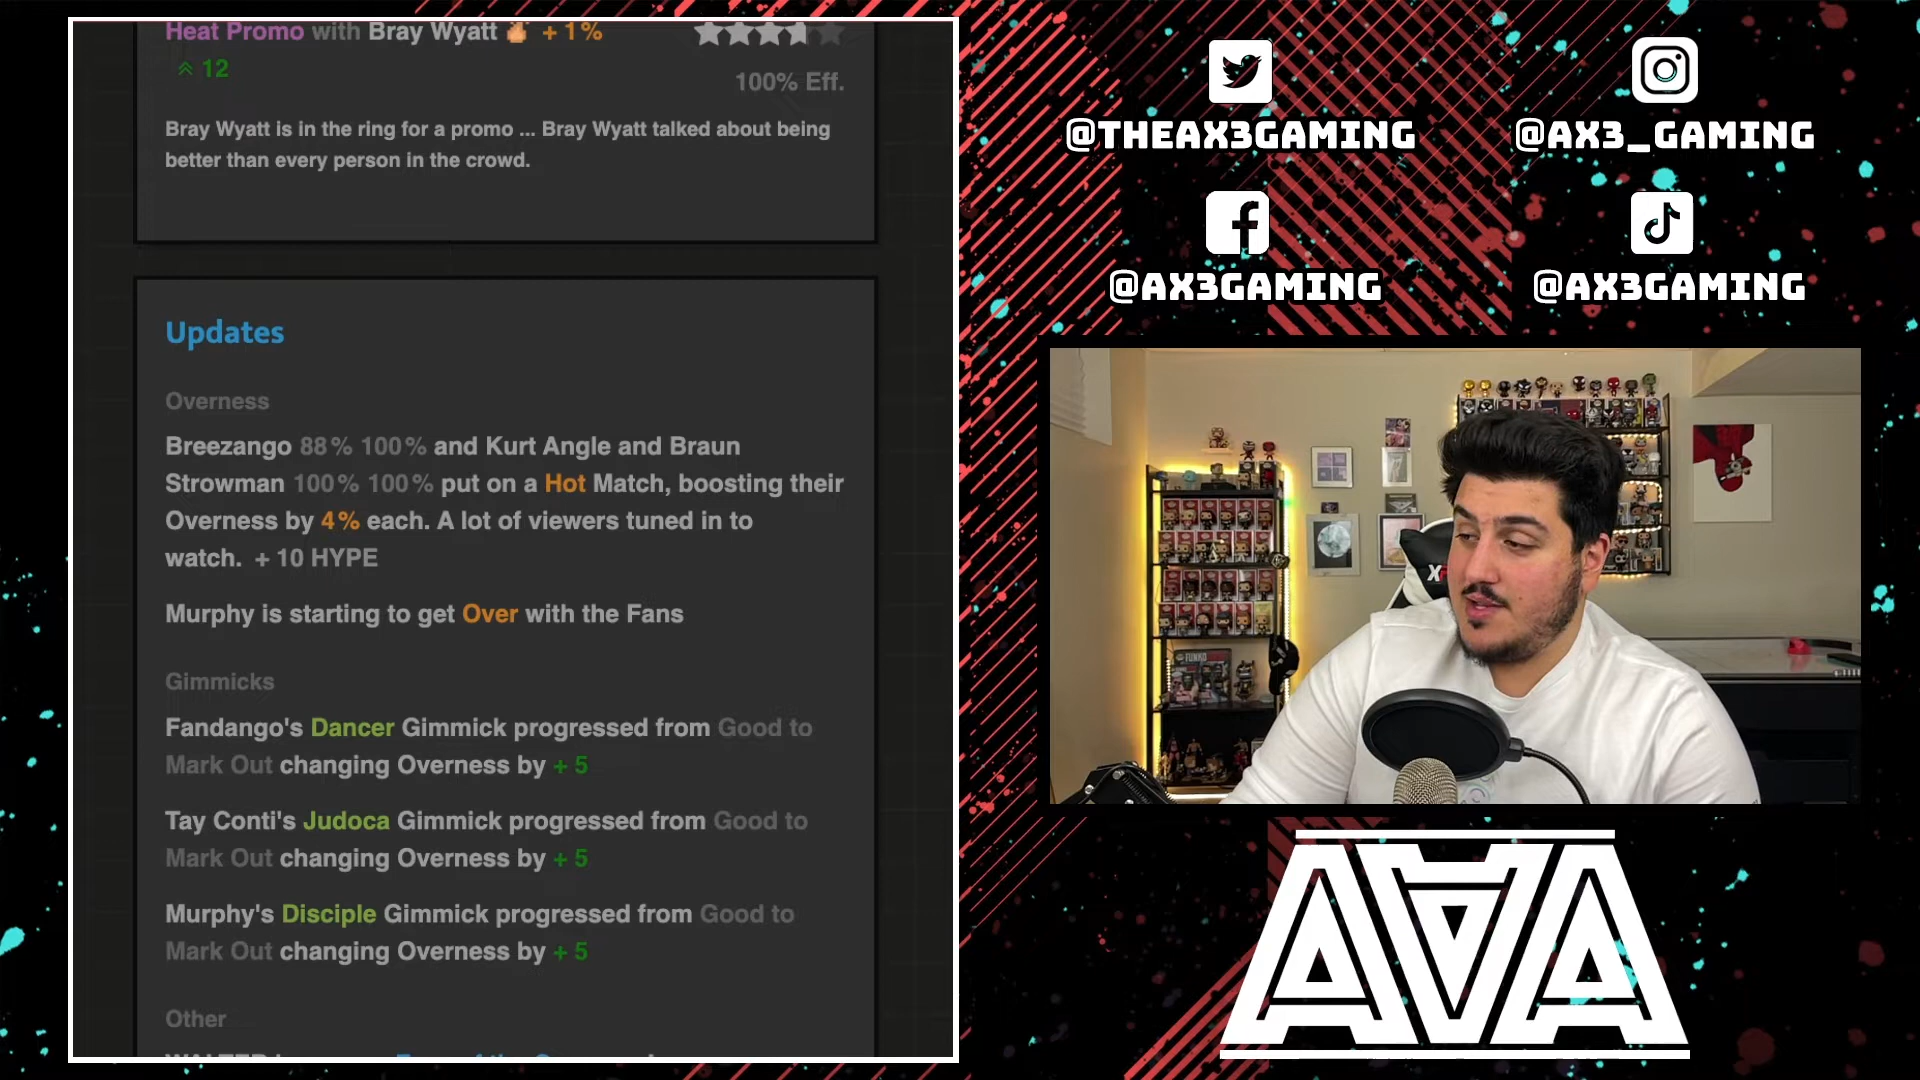 Heat Promo with Bray Wyatt + 1%
12
100% Eff.
Bray Wyatt is in the ring for a promo ... Bray Wyatt talked about being
better than every person in the crowd.
Updates
Overness
Breezango 88% 100% and Kurt Angle and Braun
Strowman 100% 100% put on a Hot Match, boosting their
Overness by 4% each. A lot of viewers tuned in to
watch. + 10 HYPE
Murphy is starting to get Over with the Fans
Gimmicks
Fandango's Dancer Gimmick progressed from Good to
Mark Out changing Overness by + 5
Tay Conti's Judoca Gimmick progressed from Good to
Mark Out changing Overness by + 5
Murphy's Disciple Gimmick progressed from Good to
Mark Out changing Overness by + 5
Other
@THEAX3GAMING
@AX3_GAMING
@AX3GAMING
@AX3GAMING
FUNKO